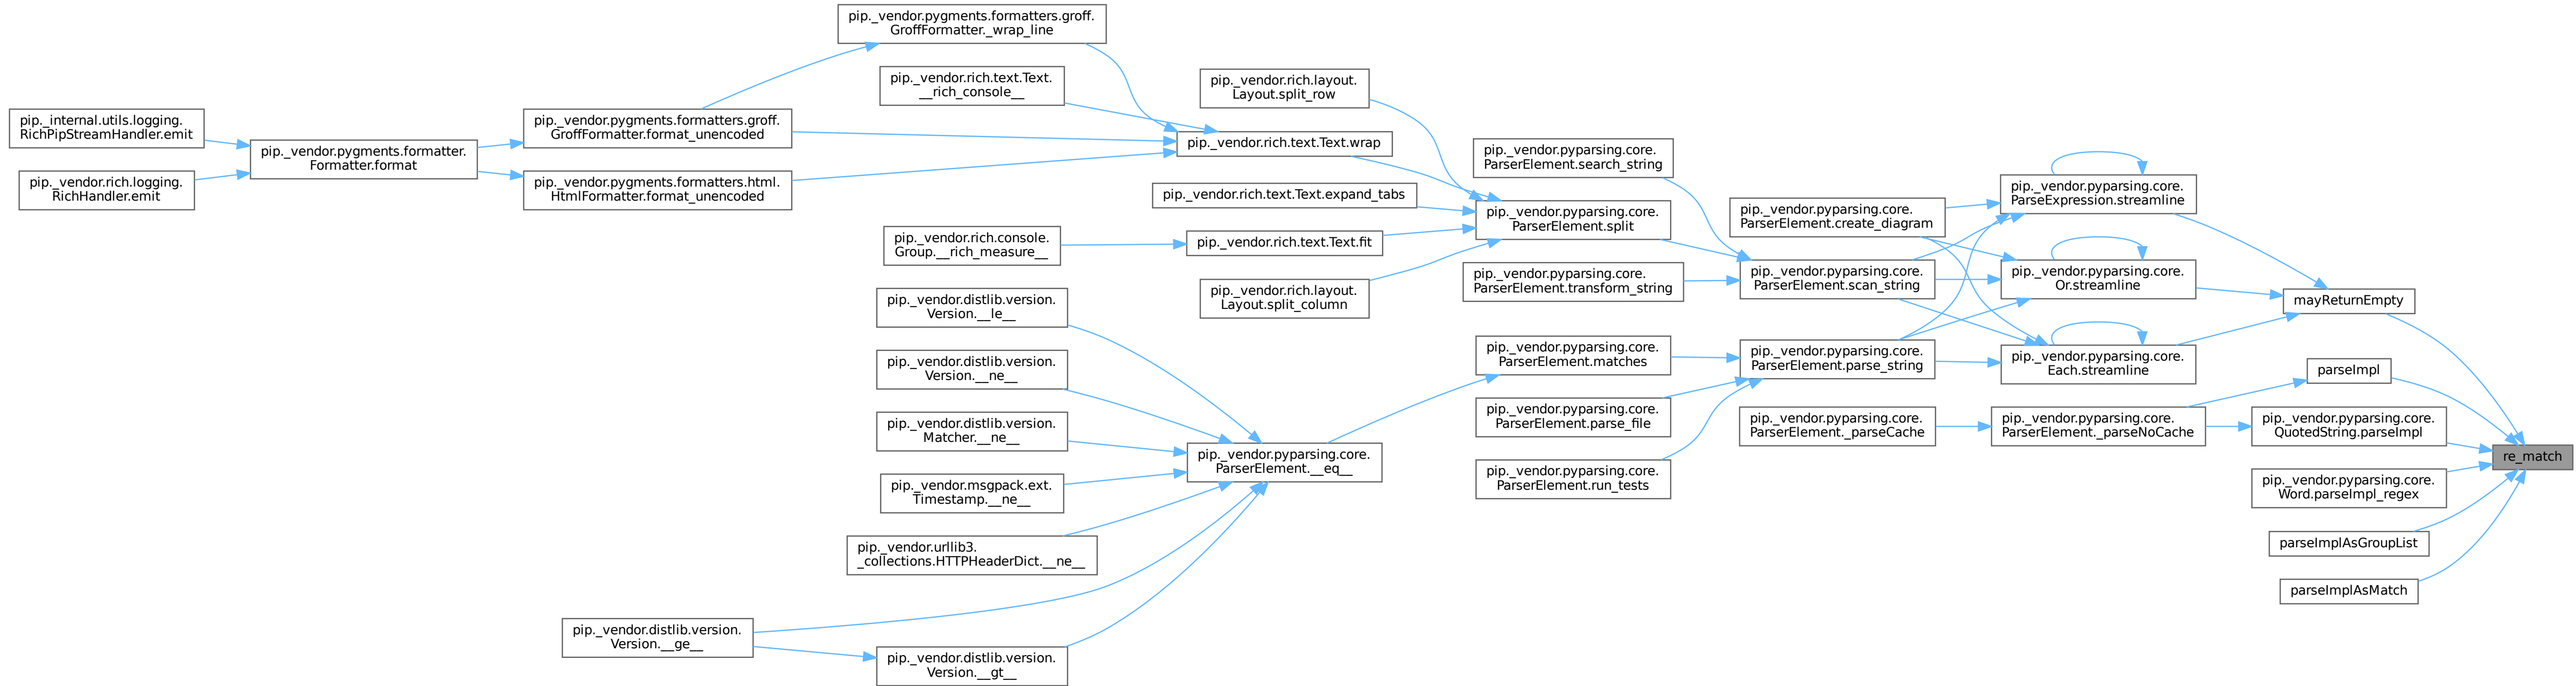 pip._vendor.pygments.formatters.groff.
GroffFormatter._wrap_line
pip._vendor.rich.text.Text.
__rich_console__
pip._internal.utils.logging.
RichPipStreamHandler.emit
pip._vendor.rich.logging.
RichHandler.emit
pip._vendor.pygments.formatter.
Formatter.format
pip._vendor.pygments.formatters.groff.
GroffFormatter.format_unencoded
pip._vendor.pygments.formatters.html.
HtmlFormatter.format_unencoded
pip._vendor.rich.text.Text.wrap
pip._vendor.rich.layout.
Layout.split_row
pip._vendor.rich.text.Text.expand_tabs
pip._vendor.rich.console.
Group.__rich_measure__
pip._vendor.rich.text.Text.fit
pip._vendor.rich.layout.
Layout.split_column
pip._vendor.pyparsing.core.
ParserElement.search_string
pip._vendor.pyparsing.core.
ParserElement.split
pip._vendor.pyparsing.core.
ParserElement.transform_string
pip._vendor.pyparsing.core.
ParserElement.create_diagram
pip._vendor.pyparsing.core.
ParserElement.scan_string
pip._vendor.pyparsing.core.
ParseExpression.streamline
pip._vendor.pyparsing.core.
Or.streamline
pip._vendor.pyparsing.core.
Each.streamline
mayReturnEmpty
pip._vendor.distlib.version.
Version.__le__
pip._vendor.distlib.version.
Version.__ne__
pip._vendor.distlib.version.
Matcher.__ne__
pip._vendor.msgpack.ext.
Timestamp.__ne__
pip._vendor.urllib3.
_collections.HTTPHeaderDict.__ne__
pip._vendor.distlib.version.
Version.__ge__
pip._vendor.distlib.version.
Version.__gt__
pip._vendor.pyparsing.core.
ParserElement.__eq__
pip._vendor.pyparsing.core.
ParserElement.matches
pip._vendor.pyparsing.core.
ParserElement.parse_file
pip._vendor.pyparsing.core.
ParserElement.run_tests
pip._vendor.pyparsing.core.
ParserElement.parse_string
pip._vendor.pyparsing.core.
ParserElement._parseCache
pip._vendor.pyparsing.core.
ParserElement._parseNoCache
parseImpl
pip._vendor.pyparsing.core.
QuotedString.parseImpl
pip._vendor.pyparsing.core.
Word.parseImpl_regex
parseImplAsGroupList
parseImplAsMatch
re_match